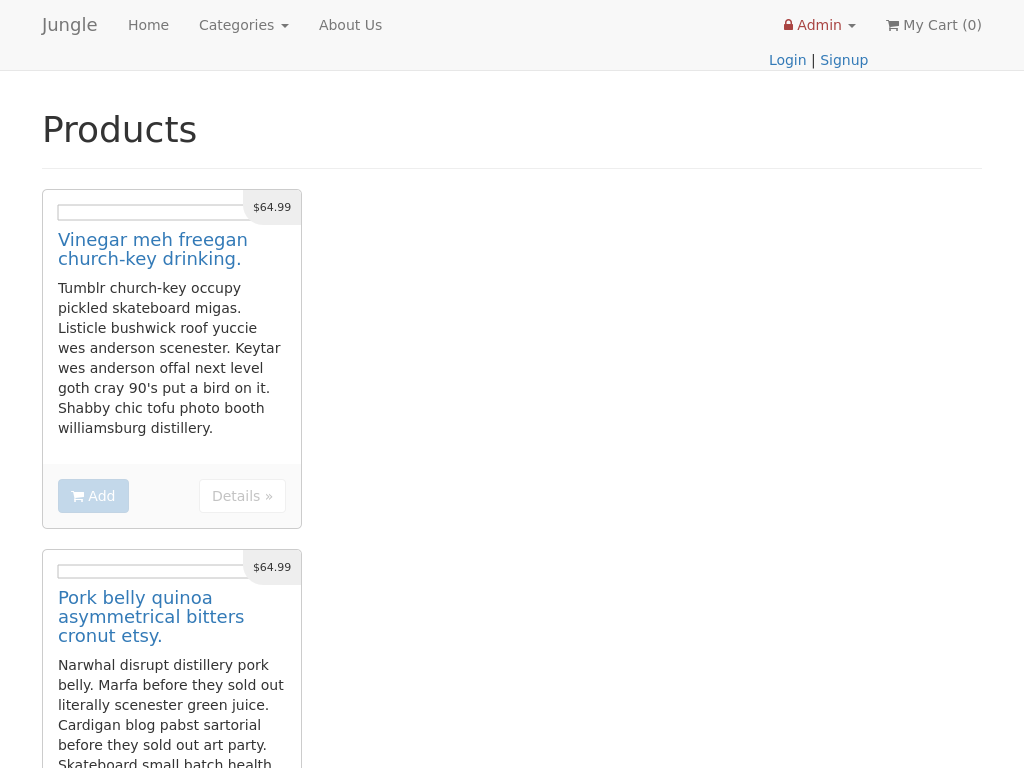 Jungle Home Categories About Us Admin My Cart (0)
Login | Signup
Products
$64.99
Vinegar meh freegan
church-key drinking.
Tumblr church-key occupy
pickled skateboard migas.
Listicle bushwick roof yuccie
wes anderson scenester. Keytar
wes anderson offal next level
goth cray 90's put a bird on it.
Shabby chic tofu photo booth
williamsburg distillery.
Add Details »
$64.99
Pork belly quinoa
asymmetrical bitters
cronut etsy.
Narwhal disrupt distillery pork
belly. Marfa before they sold out
literally scenester green juice.
Cardigan blog pabst sartorial
before they sold out art party.
Skateboard small batch health